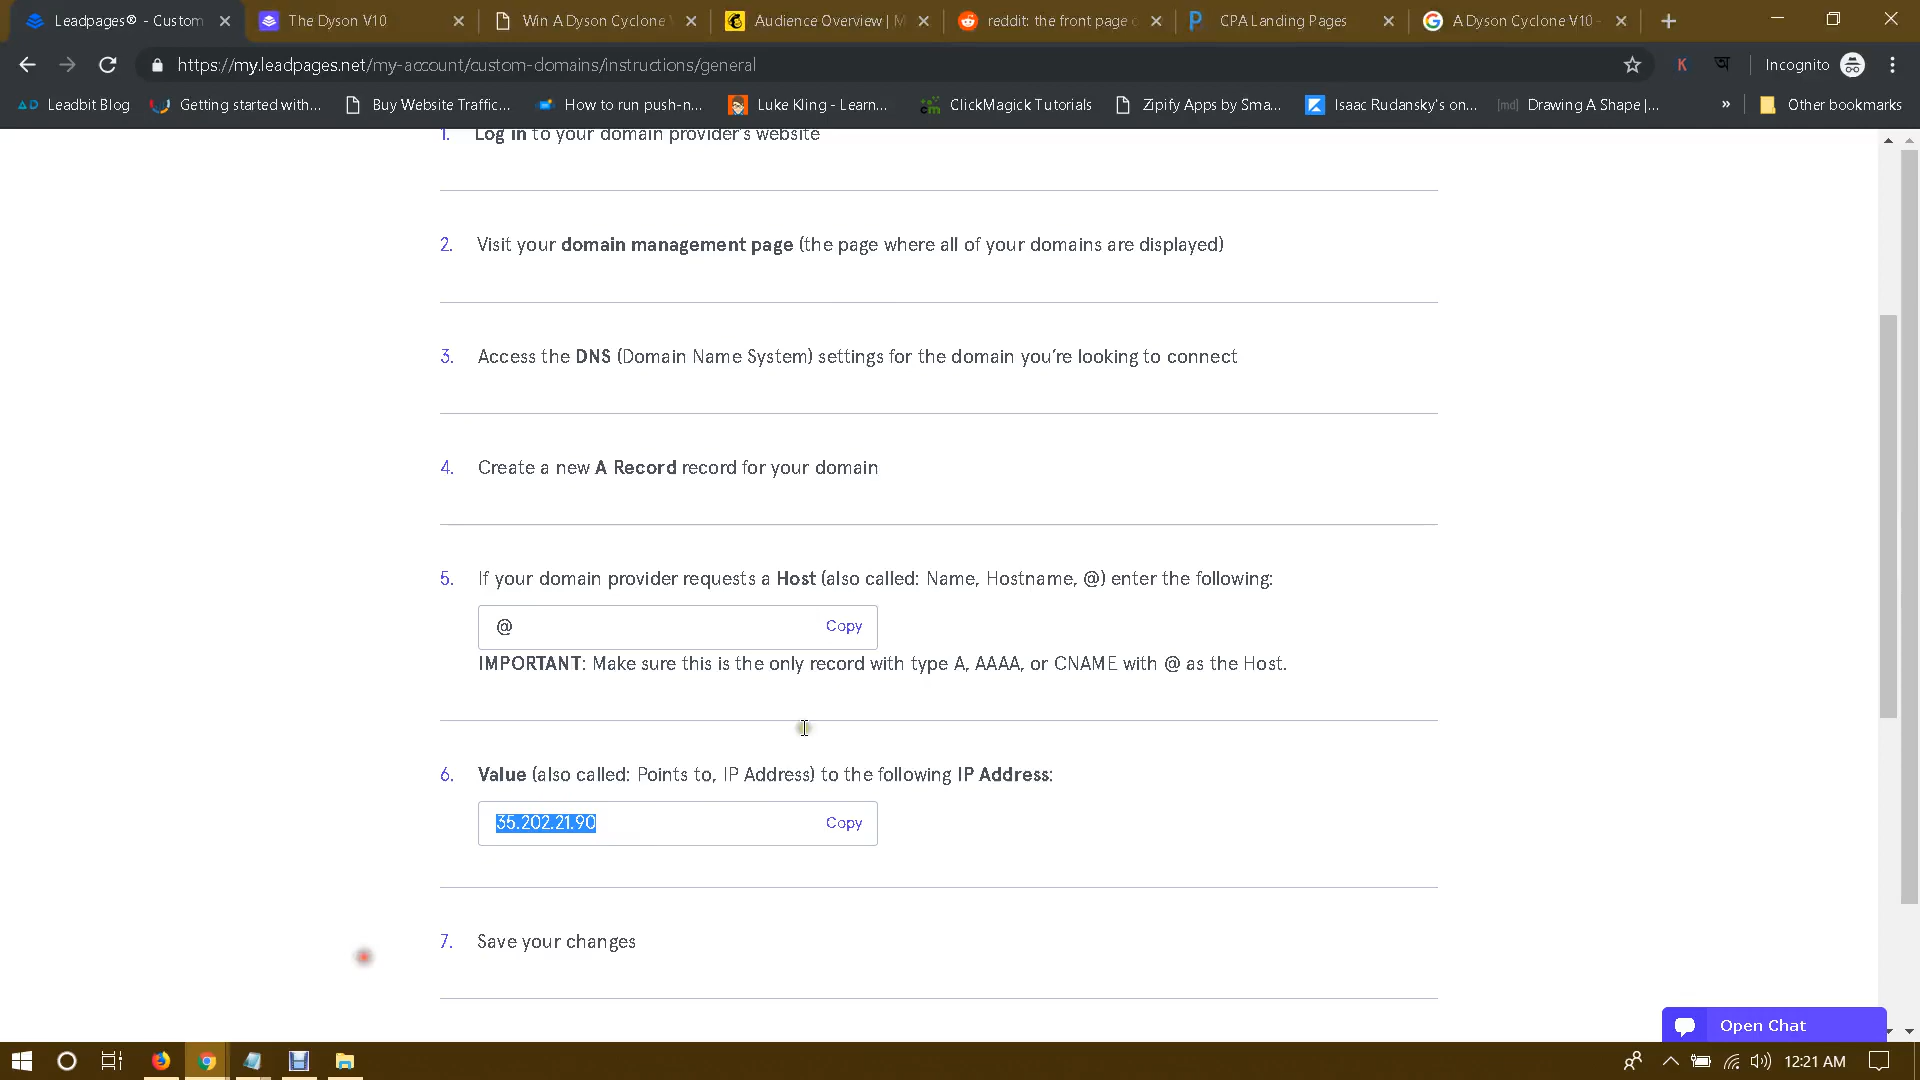 Leadpages® - Custom
The Dyson V10
Win A Dyson Cyclone
Audience Overview | M
reddit: the front page o
CPA Landing Pages
A Dyson Cyclone V10 -
https://my.leadpages.net/my-account/custom-domains/instructions/general
K
অ
Incognito
Leadbit Blog
Getting started with...
Buy Website Traffic...
How to run push-n...
Luke Kling - Learn...
ClickMagick Tutorials
Zipify Apps by Sma...
Isaac Rudansky's on...
[md] Drawing A Shape |...
»
Other bookmarks
1. Log in to your domain provider's website
2. Visit your domain management page (the page where all of your domains are displayed)
3. Access the DNS (Domain Name System) settings for the domain you're looking to connect
4. Create a new A Record record for your domain
5. If your domain provider requests a Host (also called: Name, Hostname, @) enter the following:
@ Copy
IMPORTANT: Make sure this is the only record with type A, AAAA, or CNAME with @ as the Host.
6. Value (also called: Points to, IP Address) to the following IP Address:
35.202.21.90 Copy
7. Save your changes
Open Chat
12:21 AM